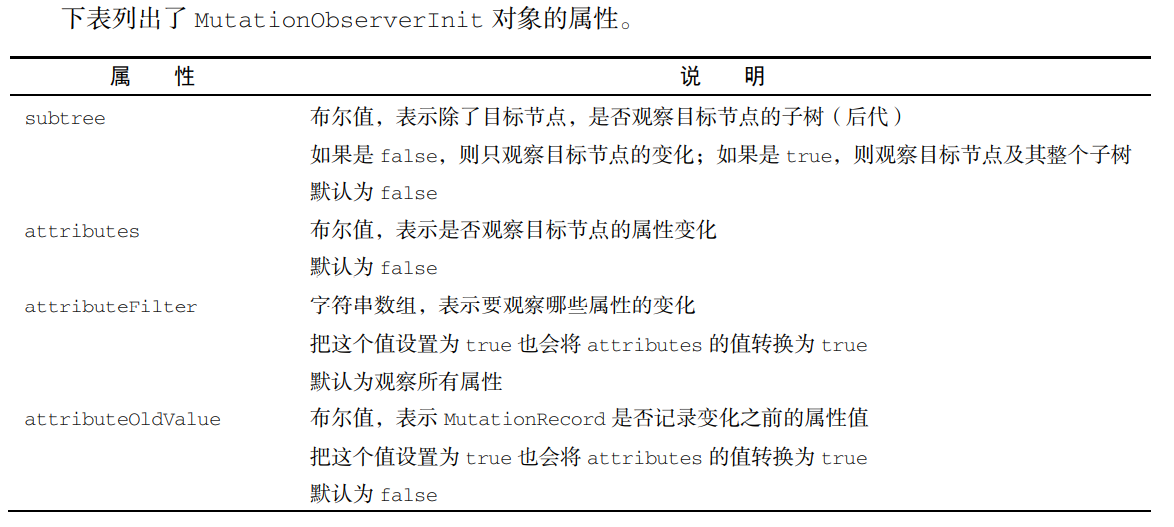 下表列出了 MutationObserverInit 对象的属性。
属 性 说 明
subtree 布尔值，表示除了目标节点，是否观察目标节点的子树（后代）
如果是 false，则只观察目标节点的变化；如果是 true，则观察目标节点及其整个子树
默认为 false
attributes 布尔值，表示是否观察目标节点的属性变化
默认为 false
attributeFilter 字符串数组，表示要观察哪些属性的变化
把这个值设置为 true 也会将 attributes 的值转换为 true
默认为观察所有属性
attributeOldValue 布尔值，表示 MutationRecord 是否记录变化之前的属性值
把这个值设置为 true 也会将 attributes 的值转换为 true
默认为 false